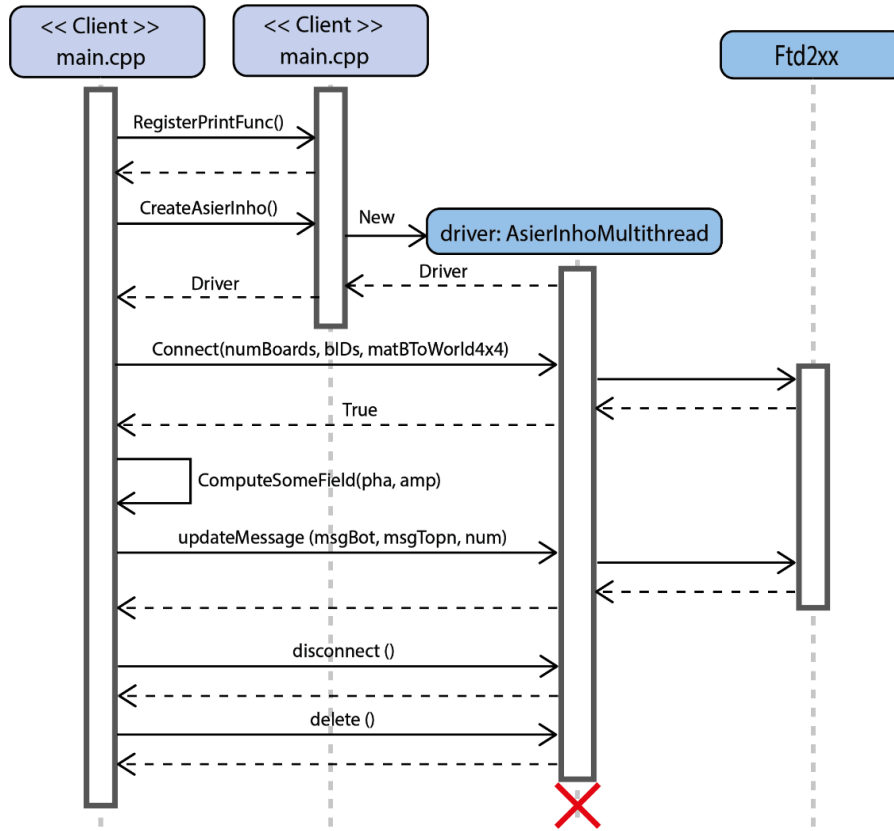 << Client >>
main.cpp
<< Client >>
main.cpp
Ftd2xx
RegisterPrintFunc()
CreateAsierInho()
New
driver: AsierInhoMultithread
Driver
Driver
Connect(numBoards, bIDs, matBToWorld4x4)
True
ComputeSomeField(pha, amp)
updateMessage (msgBot, msgTopn, num)
disconnect ()
delete ()